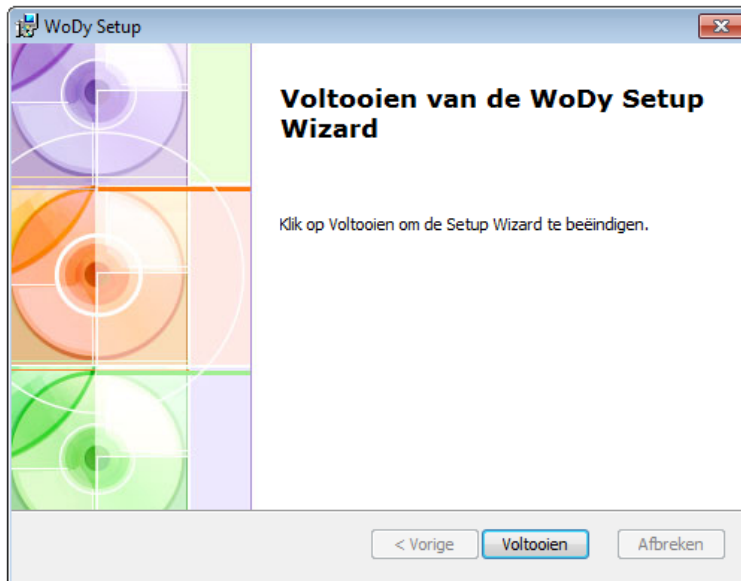 WoDy Setup
Voltooien van de WoDy Setup
Wizard
Klik op Voltooien om de Setup Wizard te beëindigen.
< Vorige
Voltooien
Afbreken